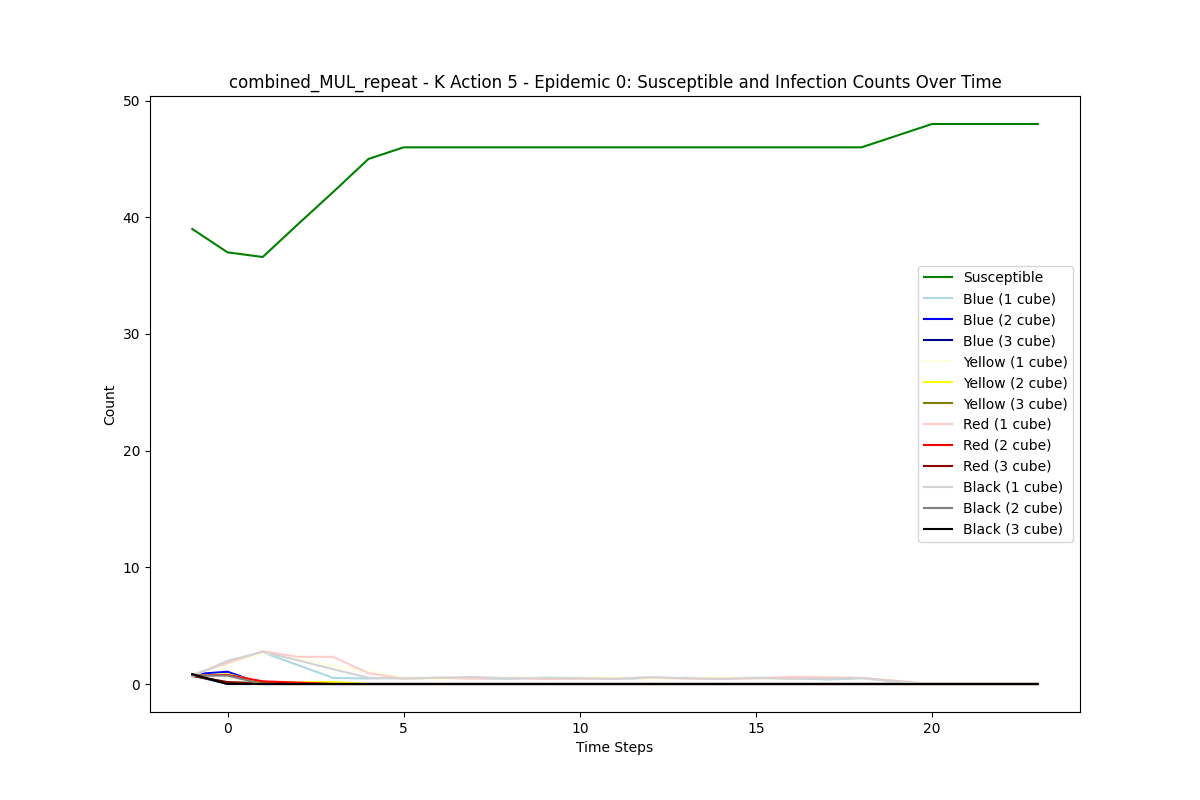 combined_MUL_repeat - K Action 5 - Epidemic 0: Susceptible and Infection Counts Over Time
50
40
30
20
10
0
Count
Susceptible
Blue (1 cube)
Blue (2 cube)
Blue (3 cube)
Yellow (1 cube)
Yellow (2 cube)
Yellow (3 cube)
Red (1 cube)
Red (2 cube)
Red (3 cube)
Black (1 cube)
Black (2 cube)
Black (3 cube)
0 5 10 15 20
Time Steps